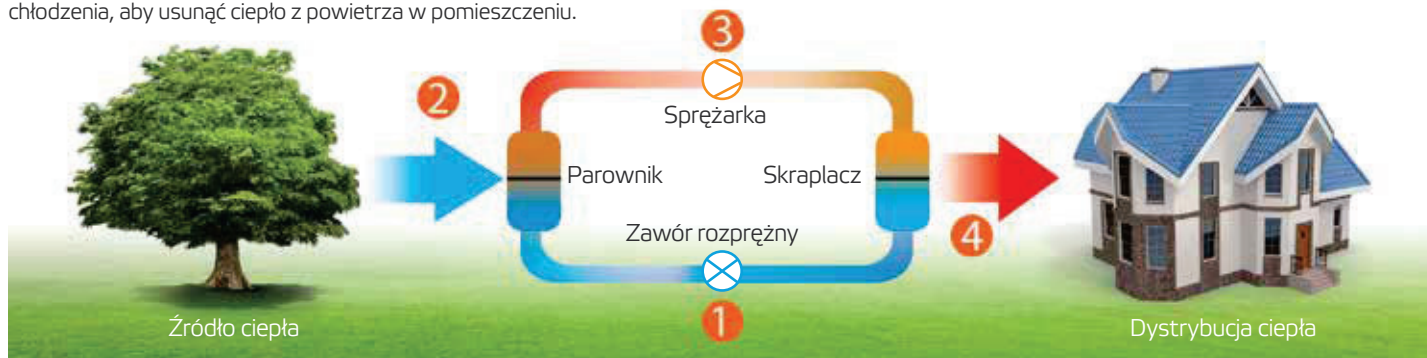 chłodzenia, aby usunąć ciepło z powietrza w pomieszczeniu.
3
2
Sprężarka
Parownik
Skraplacz
Zawór rozprężny
4
1
Źródło ciepła
Dystrybucja ciepła